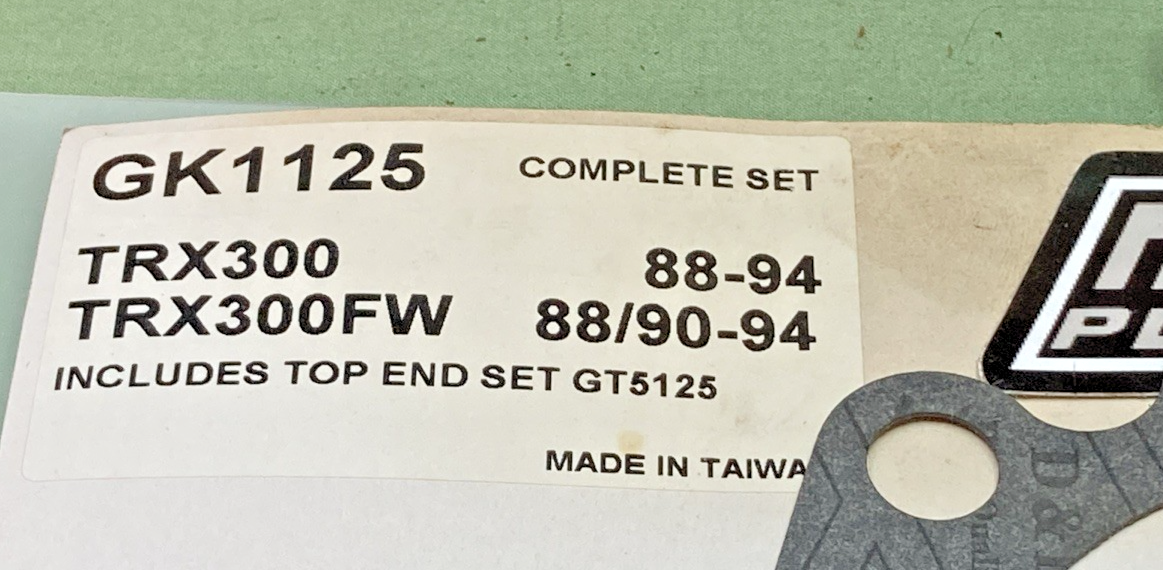 GK1125 COMPLETE SET
TRX300 88-94
TRX300FW 88/90-94
INCLUDES TOP END SET GT5125
MADE IN TAIWA
D&